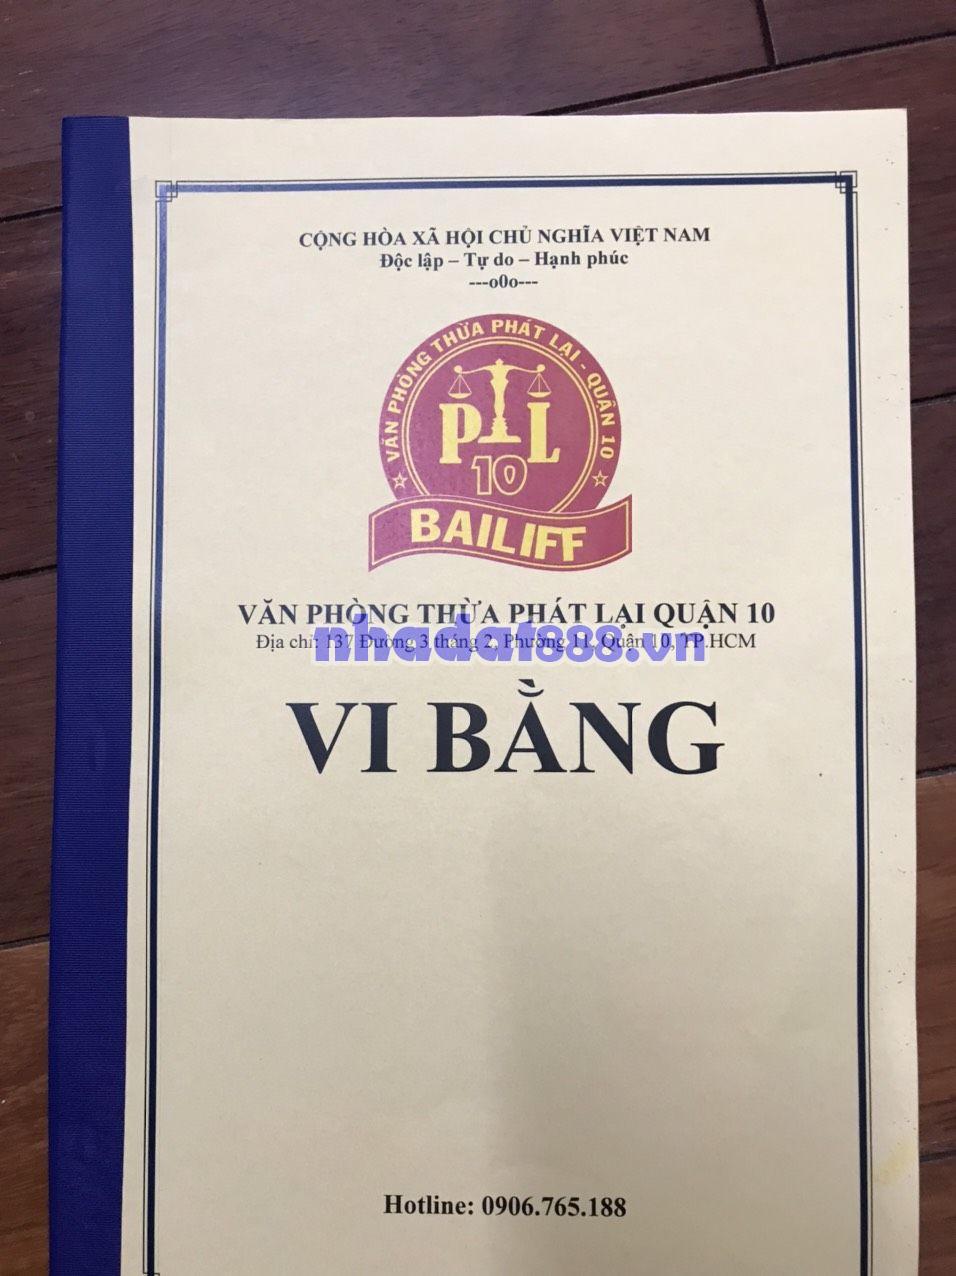 CỘNG HÒA XÃ HỘI CHỦ NGHĨA VIỆT NAM
Độc lập – Tự do – Hạnh phúc
---o0o---
VĂN PHÒNG THỪA PHÁT LẠI - QUẬN 10
PTL
10
BAILIFF
VĂN PHÒNG THỪA PHÁT LẠI QUẬN 10
Địa chỉ: 137 Đường 3 tháng 2, Phường 11, Quận 10, TP.HCM
nhadat888.vn
VI BẰNG
Hotline: 0906.765.188